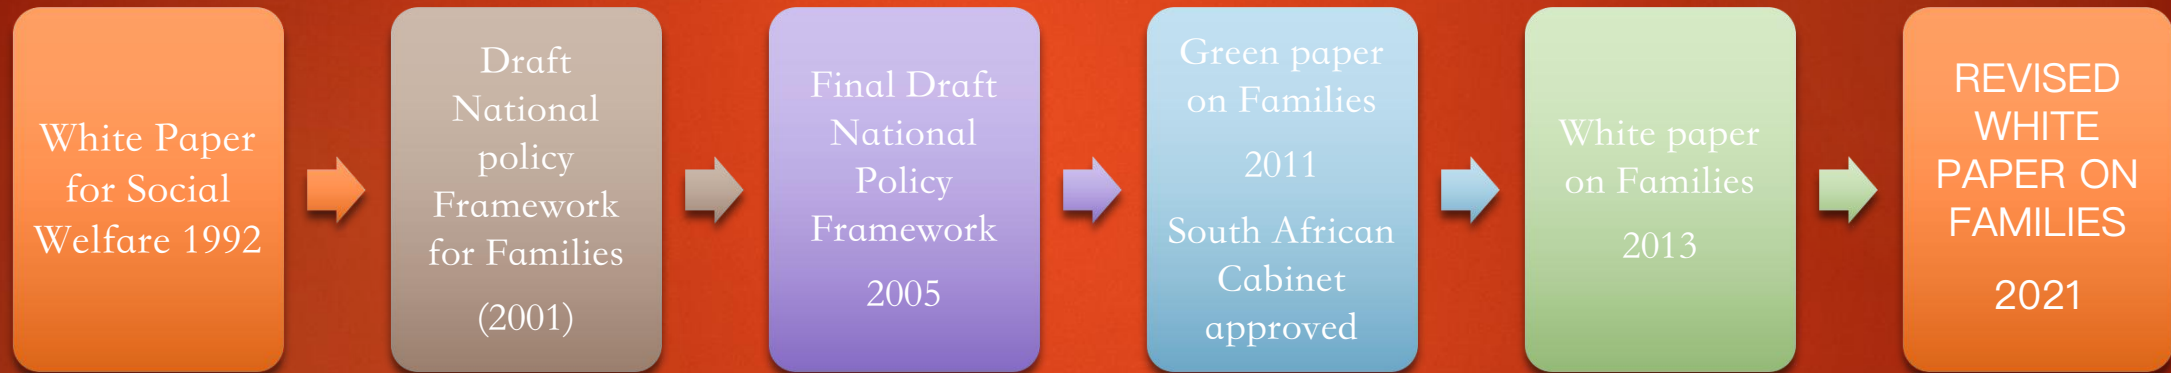 White Paper
for Social
Welfare 1992
Draft
National
policy
Framework
for Families
(2001)
Final Draft
National
Policy
Framework
2005
Green paper
on Families
2011
South African
Cabinet
approved
White paper
on Families
2013
REVISED
WHITE
PAPER ON
FAMILIES
2021